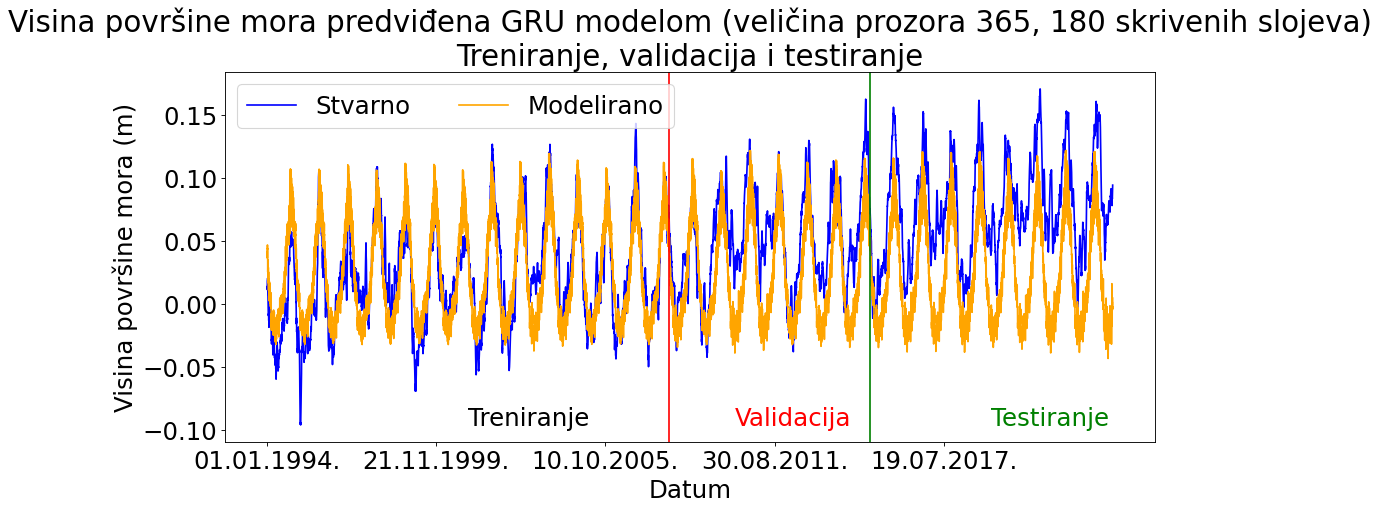 Visina površine mora predviđena GRU modelom (veličina prozora 365, 180 skrivenih slojeva)
Treniranje, validacija i testiranje
Stvarno
Modelirano
Visina površine mora (m)
0.15
0.10
0.05
0.00
−0.05
−0.10
Treniranje
Validacija
Testiranje
01.01.1994.
21.11.1999.
10.10.2005.
30.08.2011.
19.07.2017.
Datum